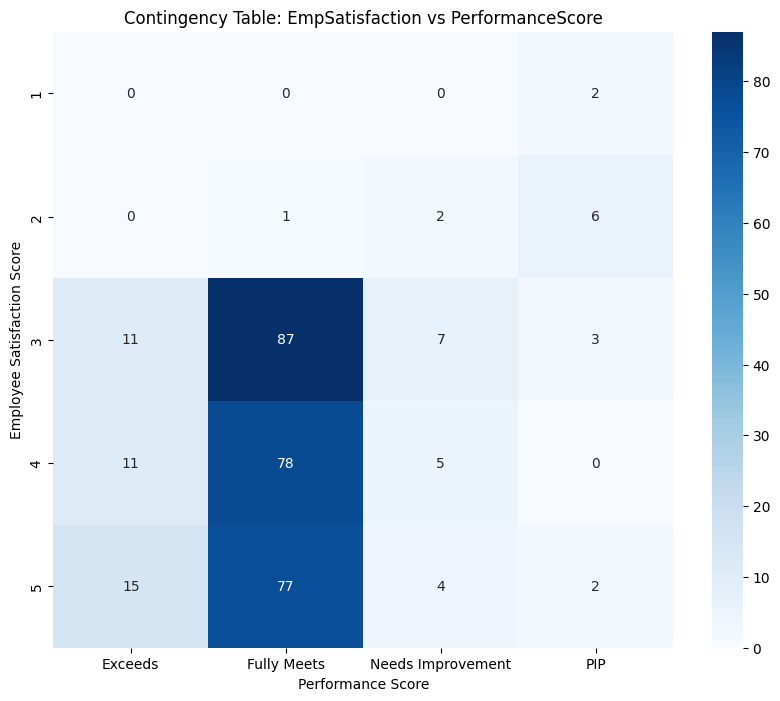 Contingency Table: EmpSatisfaction vs PerformanceScore
Employee Satisfaction Score
1
0 0 0 2
2
0 1 2 6
3
11 87 7 3
4
11 78 5 0
5
15 77 4 2
Exceeds Fully Meets Needs Improvement PIP
Performance Score
80
70
60
50
40
30
20
10
0